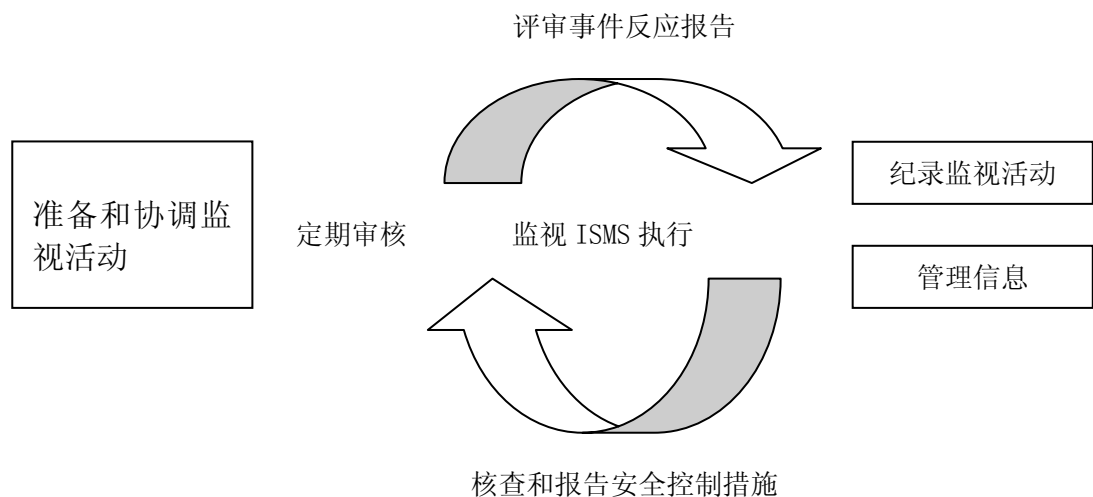 评审事件反应报告
准备和协调监
视活动
定期审核
监视 ISMS 执行
纪录监视活动
管理信息
核查和报告安全控制措施